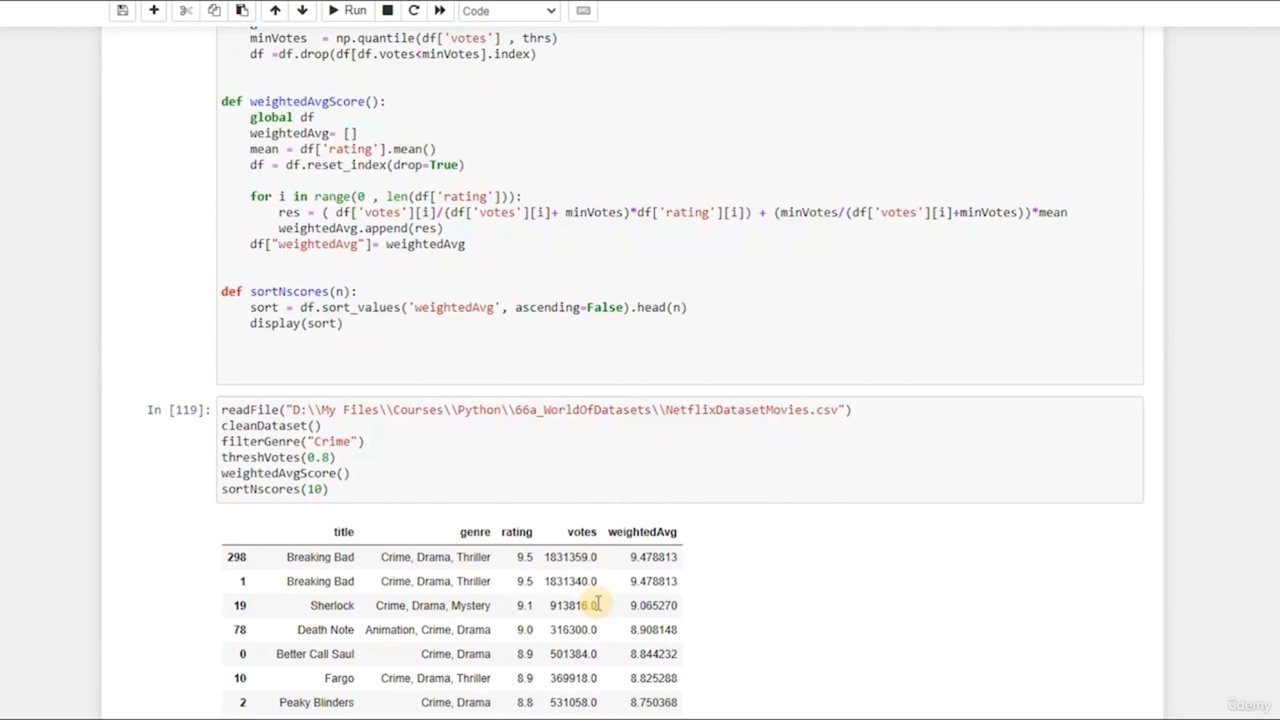 Run
Code
minVotes  = np.quantile(df['votes'] , thrs)
df =df.drop(df[df.votes<minVotes].index)
def weightedAvgScore():
global df
weightedAvg= []
mean = df['rating'].mean()
df = df.reset_index(drop=True)
for i in range(0 , len(df['rating'])):
res = ( df['votes'][i]/(df['votes'][i]+ minVotes)*df['rating'][i]) + (minVotes/(df['votes'][i]+minVotes))*mean
weightedAvg.append(res)
df["weightedAvg"]= weightedAvg
def sortNscores(n):
sort = df.sort_values('weightedAvg', ascending=False).head(n)
display(sort)
In [119]: readFile("D:\\My Files\\Courses\\Python\\66a_WorldOfDatasets\\NetflixDatasetMovies.csv")
cleanDataset()
filterGenre("Crime")
threshVotes(0.8)
weightedAvgScore()
sortNscores(10)
title genre rating votes weightedAvg
298 Breaking Bad Crime, Drama, Thriller 9.5 1831359.0 9.478813
1 Breaking Bad Crime, Drama, Thriller 9.5 1831340.0 9.478813
19 Sherlock Crime, Drama, Mystery 9.1 913816.0 9.065270
78 Death Note Animation, Crime, Drama 9.0 316300.0 8.908148
0 Better Call Saul Crime, Drama 8.9 501384.0 8.844232
10 Fargo Crime, Drama, Thriller 8.9 369918.0 8.825288
2 Peaky Blinders Crime, Drama 8.8 531058.0 8.750368
ûdemy